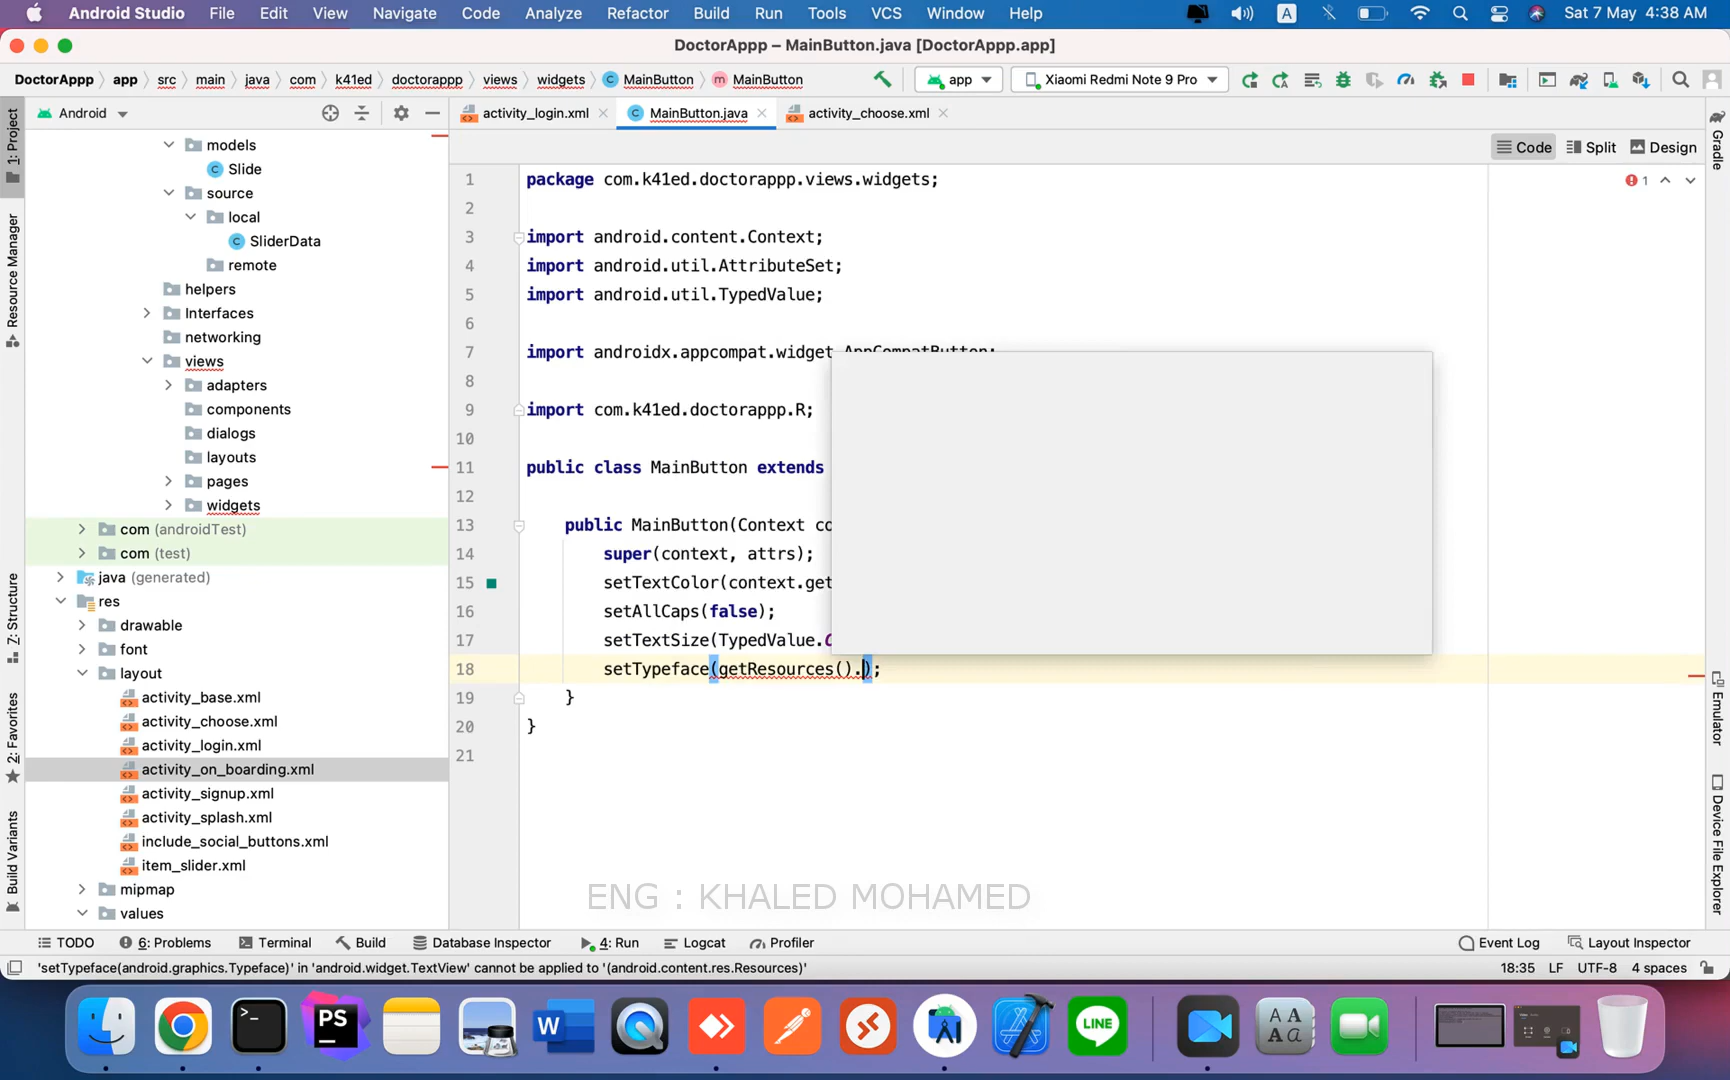 Android Studio File Edit View Navigate Code Analyze Refactor Build Run Tools VCS Window Help A Sat 7 May 4:38 AM
DoctorAppp – MainButton.java [DoctorAppp.app]
DoctorAppp app src main java com k41ed doctorappp views widgets C MainButton m MainButton app Xiaomi Redmi Note 9 Pro
Android activity_login.xml C MainButton.java activity_choose.xml
Code Split Design
1: Project
Resource Manager
7: Structure
2: Favorites
Build Variants
models
C Slide
source
local
C SliderData
remote
helpers
Interfaces
networking
views
adapters
components
dialogs
layouts
pages
widgets
com (androidTest)
com (test)
java (generated)
res
drawable
font
layout
activity_base.xml
activity_choose.xml
activity_login.xml
activity_on_boarding.xml
activity_signup.xml
activity_splash.xml
include_social_buttons.xml
item_slider.xml
mipmap
values
1 package com.k41ed.doctorappp.views.widgets;
2
3 import android.content.Context;
4 import android.util.AttributeSet;
5 import android.util.TypedValue;
6
7 import androidx.appcompat.widget.AppCompatButton;
8
9 import com.k41ed.doctorappp.R;
10
11 public class MainButton extends
12
13 public MainButton(Context co
14 super(context, attrs);
15 setTextColor(context.get
16 setAllCaps(false);
17 setTextSize(TypedValue.C
18 setTypeface(getResources().);
19 }
20 }
21
1
Gradle
Emulator
Device File Explorer
ENG : KHALED MOHAMED
TODO 6: Problems Terminal Build Database Inspector 4: Run Logcat Profiler Event Log Layout Inspector
'setTypeface(android.graphics.Typeface)' in 'android.widget.TextView' cannot be applied to '(android.content.res.Resources)' 18:35 LF UTF-8 4 spaces
>_ PS W LINE A A A a